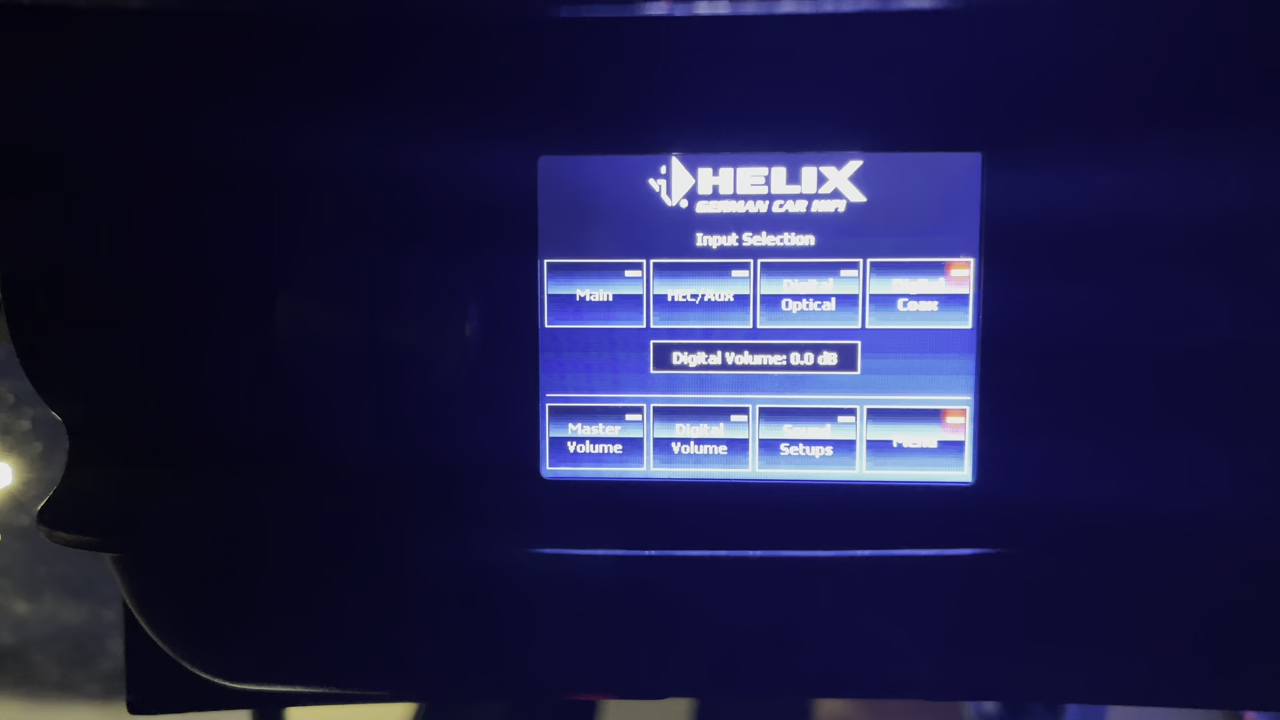 HELIX
GERMAN CAR HIFI
Input Selection
Main
HEC/Aux
Digital
Optical
Digital
Coax
Digital Volume: 0.0 dB
Master
Volume
Digital
Volume
Sound
Setups
Menu